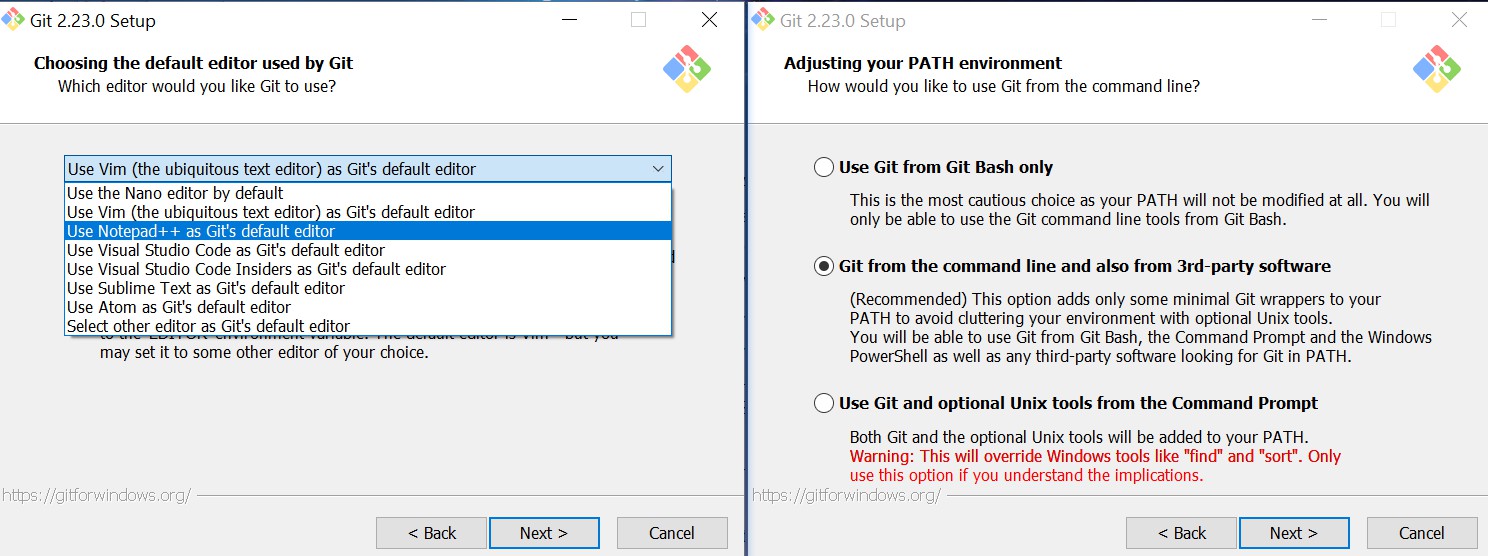 Git 2.23.0 Setup
Choosing the default editor used by Git
Which editor would you like Git to use?
Use Vim (the ubiquitous text editor) as Git's default editor
Use the Nano editor by default
Use Vim (the ubiquitous text editor) as Git's default editor
Use Notepad++ as Git's default editor
Use Visual Studio Code as Git's default editor
Use Visual Studio Code Insiders as Git's default editor
Use Sublime Text as Git's default editor
Use Atom as Git's default editor
Select other editor as Git's default editor
may set it to some other editor of your choice.
https://gitforwindows.org/
< Back
Next >
Cancel
Git 2.23.0 Setup
Adjusting your PATH environment
How would you like to use Git from the command line?
Use Git from Git Bash only
This is the most cautious choice as your PATH will not be modified at all. You will
only be able to use the Git command line tools from Git Bash.
Git from the command line and also from 3rd-party software
(Recommended) This option adds only some minimal Git wrappers to your
PATH to avoid cluttering your environment with optional Unix tools.
You will be able to use Git from Git Bash, the Command Prompt and the Windows
PowerShell as well as any third-party software looking for Git in PATH.
Use Git and optional Unix tools from the Command Prompt
Both Git and the optional Unix tools will be added to your PATH.
Warning: This will override Windows tools like "find" and "sort". Only
use this option if you understand the implications.
https://gitforwindows.org/
< Back
Next >
Cancel